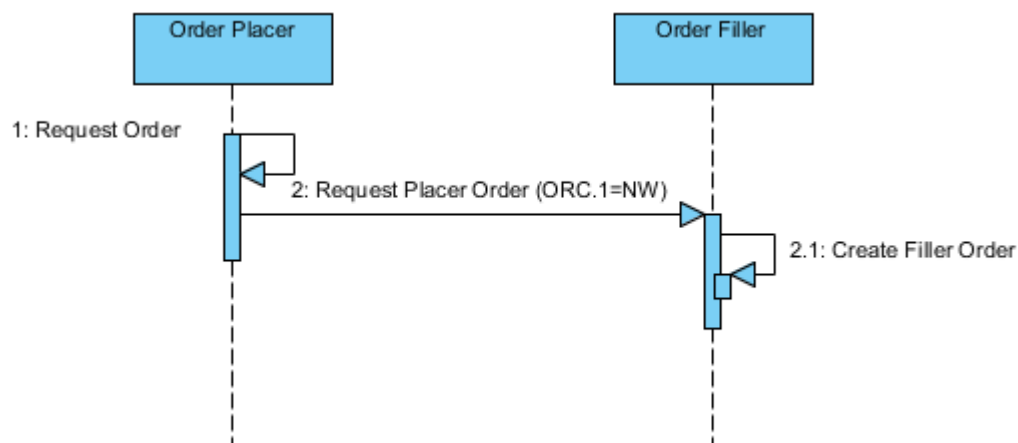 Order Placer
Order Filler
1: Request Order
2: Request Placer Order (ORC.1=NW)
2.1: Create Filler Order